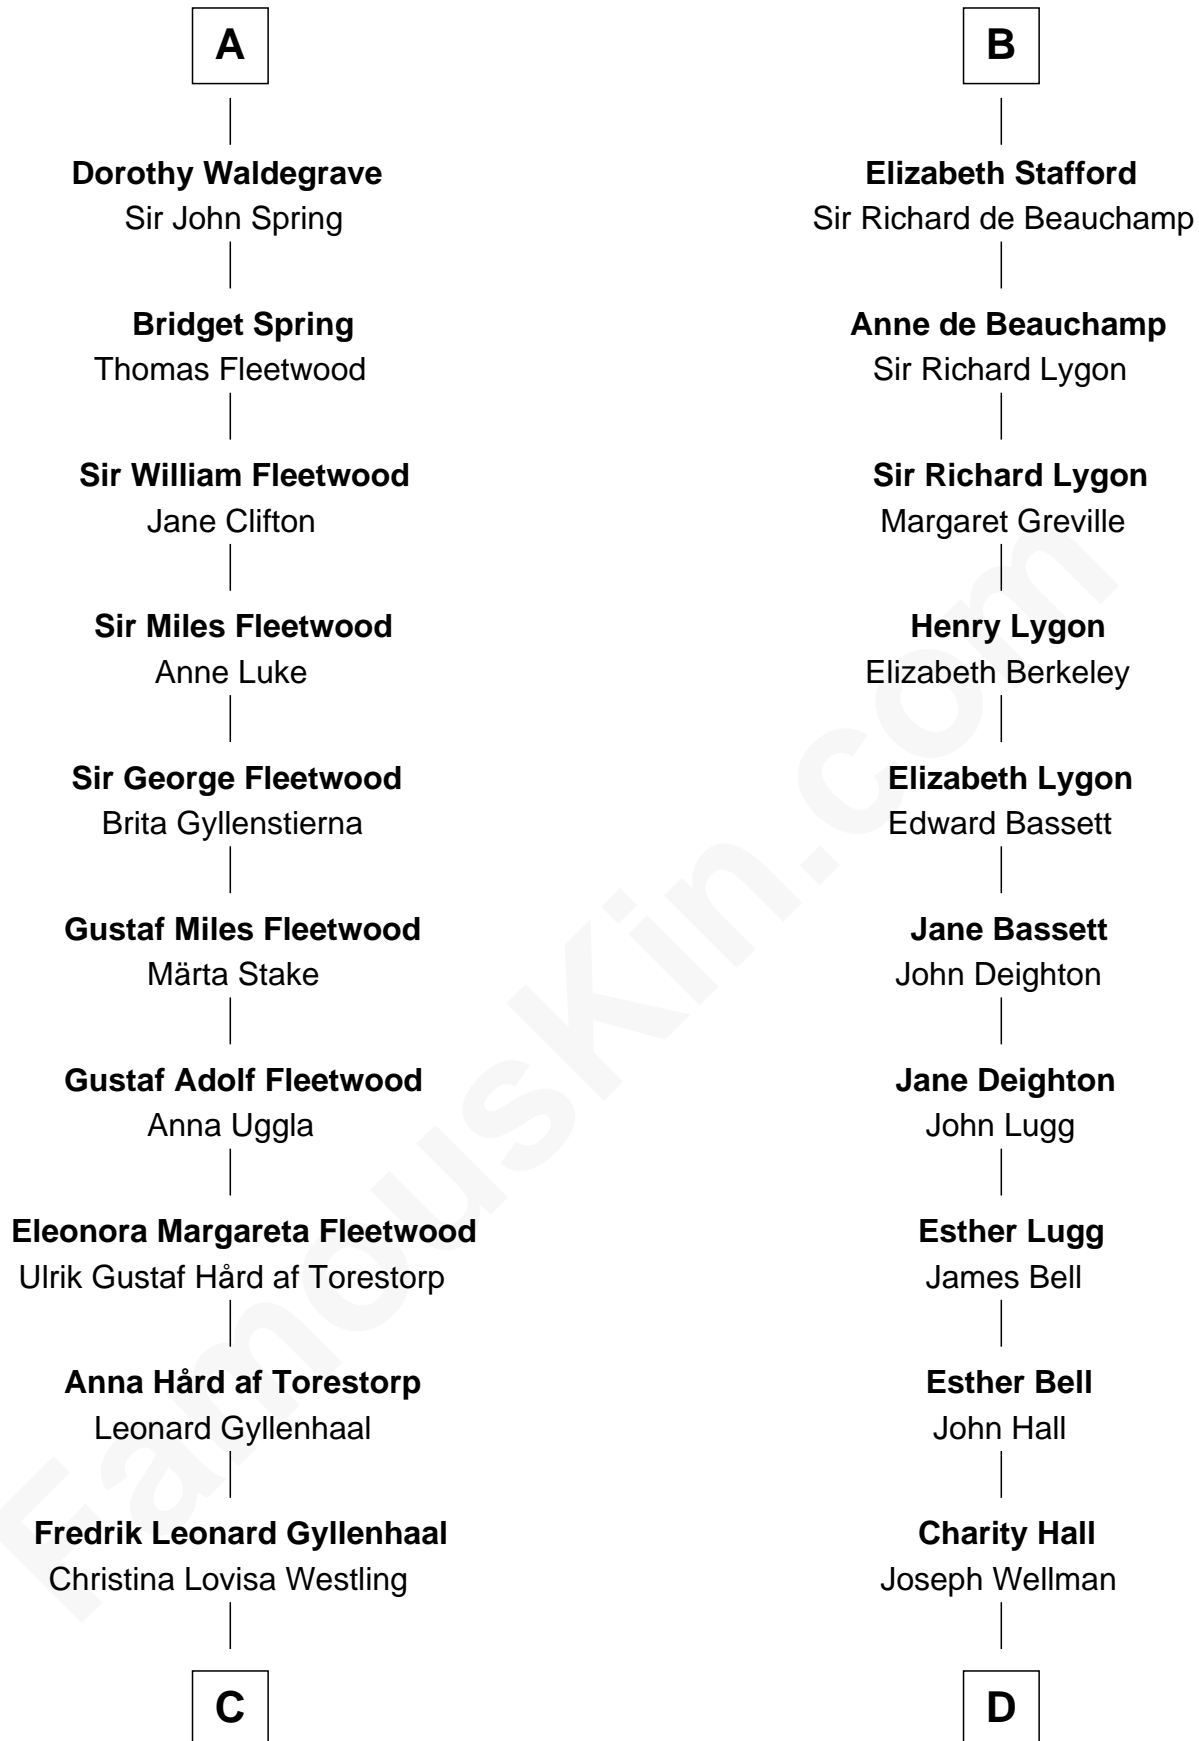 A
Dorothy Waldegrave
Sir John Spring
Bridget Spring
Thomas Fleetwood
Sir William Fleetwood
Jane Clifton
Sir Miles Fleetwood
Anne Luke
Sir George Fleetwood
Brita Gyllenstierna
Gustaf Miles Fleetwood
Märta Stake
Gustaf Adolf Fleetwood
Anna Uggla
Eleonora Margareta Fleetwood
Ulrik Gustaf Hård af Torestorp
Anna Hård af Torestorp
Leonard Gyllenhaal
Fredrik Leonard Gyllenhaal
Christina Lovisa Westling
C
B
Elizabeth Stafford
Sir Richard de Beauchamp
Anne de Beauchamp
Sir Richard Lygon
Sir Richard Lygon
Margaret Greville
Henry Lygon
Elizabeth Berkeley
Elizabeth Lygon
Edward Bassett
Jane Bassett
John Deighton
Jane Deighton
John Lugg
Esther Lugg
James Bell
Esther Bell
John Hall
Charity Hall
Joseph Wellman
D
FamousKin.com